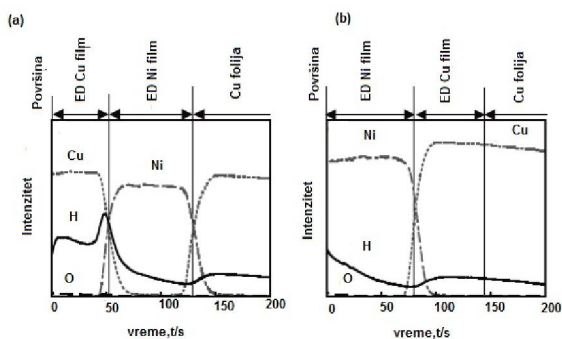 (a)
Površina
ED Cu film
ED Ni film
Cu folija
Cu
Ni
H
O
Intenzitet
0 50 100 150 200
vreme,t/s
(b)
Površina
ED Ni film
ED Cu film
Cu folija
Ni
Cu
H
O
Intenzitet
0 50 100 150 200
vreme,t/s